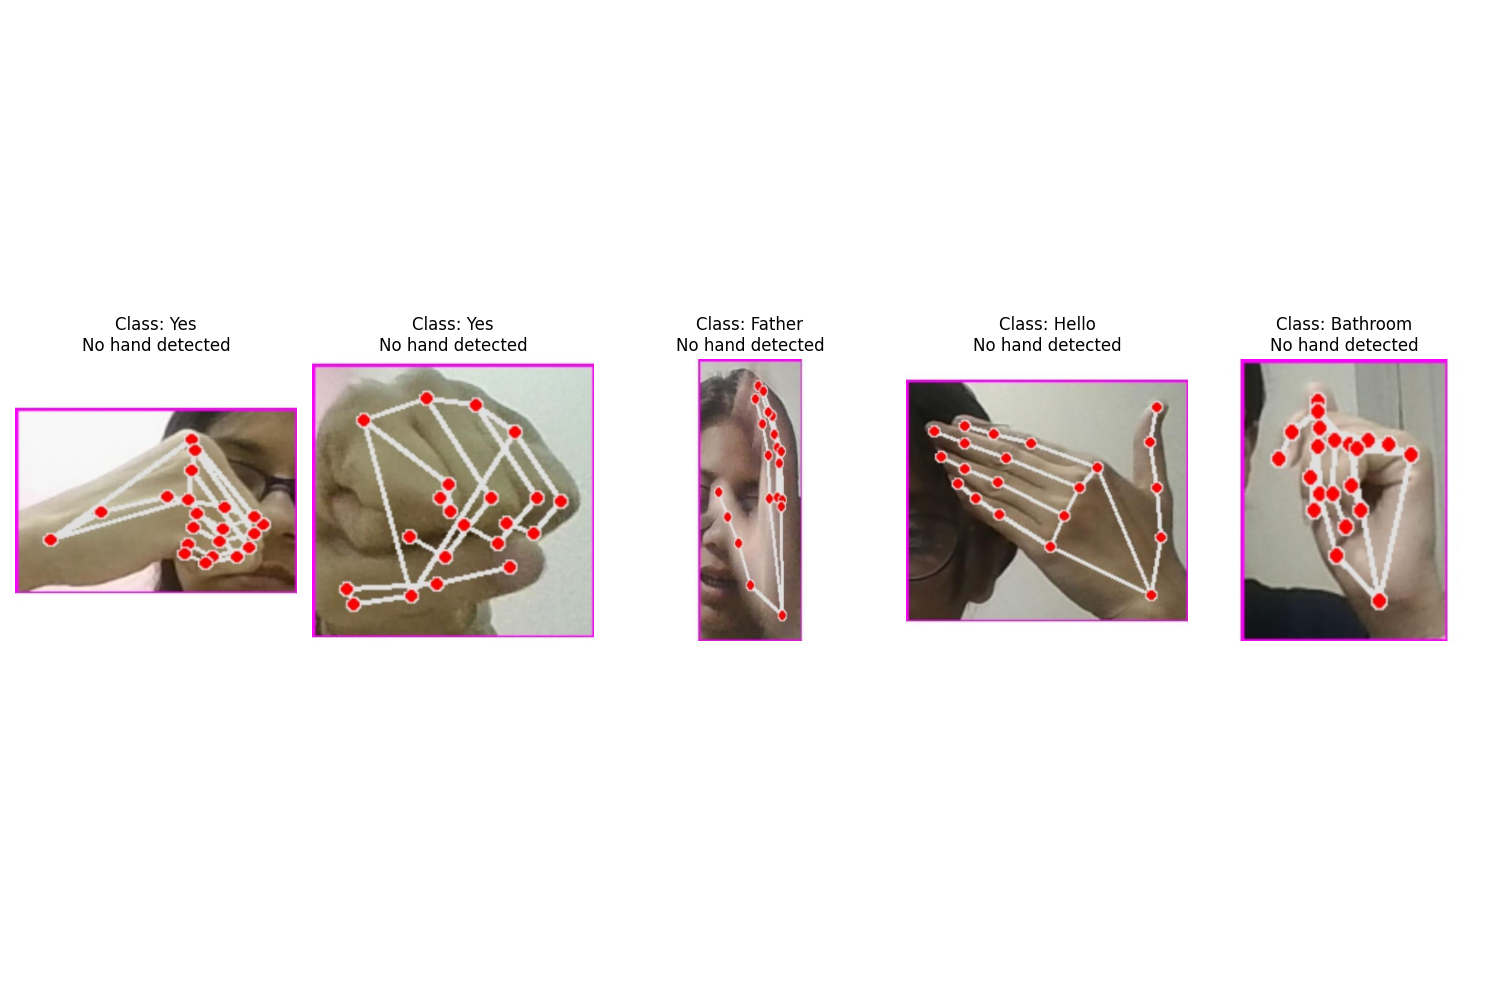 Class: Yes
No hand detected
Class: Yes
No hand detected
Class: Father
No hand detected
Class: Hello
No hand detected
Class: Bathroom
No hand detected